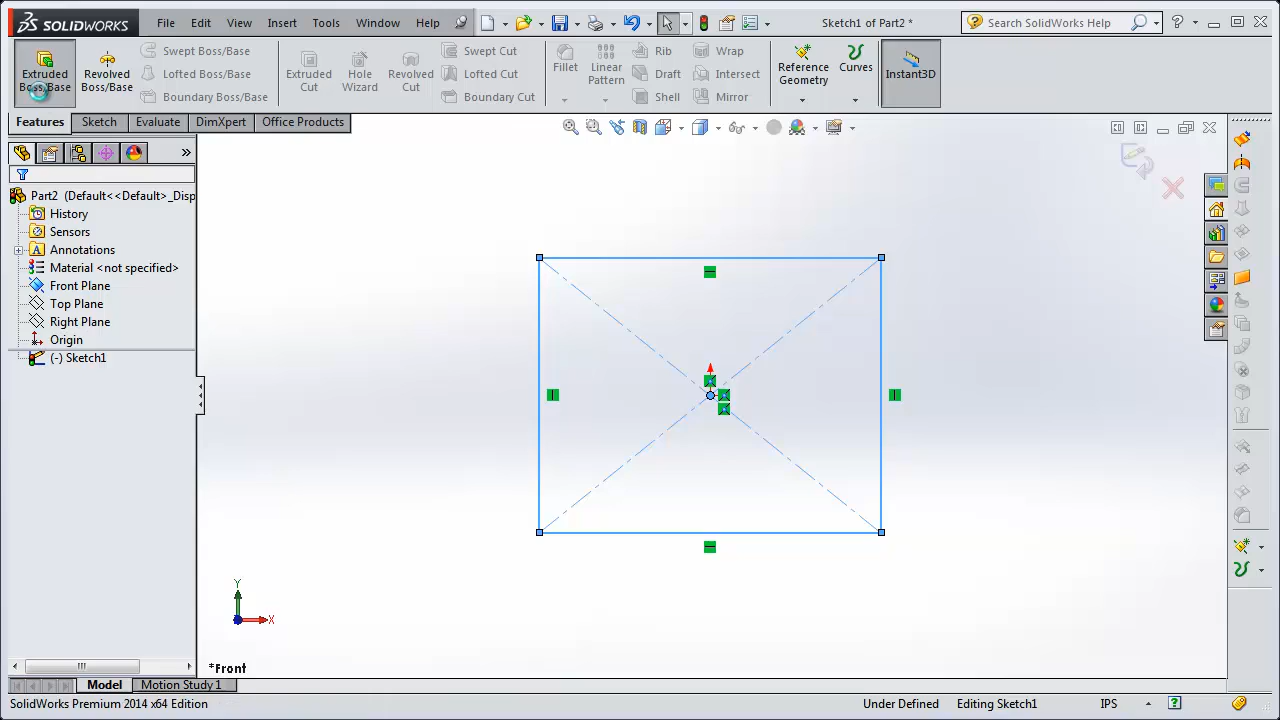 SOLIDWORKS File Edit View Insert Tools Window Help Sketch1 of Part2 * Search SolidWorks Help
Extruded Boss/Base
Revolved Boss/Base
Swept Boss/Base
Lofted Boss/Base
Boundary Boss/Base
Extruded Cut
Hole Wizard
Revolved Cut
Swept Cut
Lofted Cut
Boundary Cut
Fillet
Linear Pattern
Rib
Draft
Shell
Wrap
Intersect
Mirror
Reference Geometry
Curves
Instant3D
Features Sketch Evaluate DimXpert Office Products
Part2 (Default<<Default>_Disp
History
Sensors
A Annotations
Material <not specified>
Front Plane
Top Plane
Right Plane
Origin
(-) Sketch1
Y
X
*Front
Model Motion Study 1
SolidWorks Premium 2014 x64 Edition Under Defined Editing Sketch1 IPS